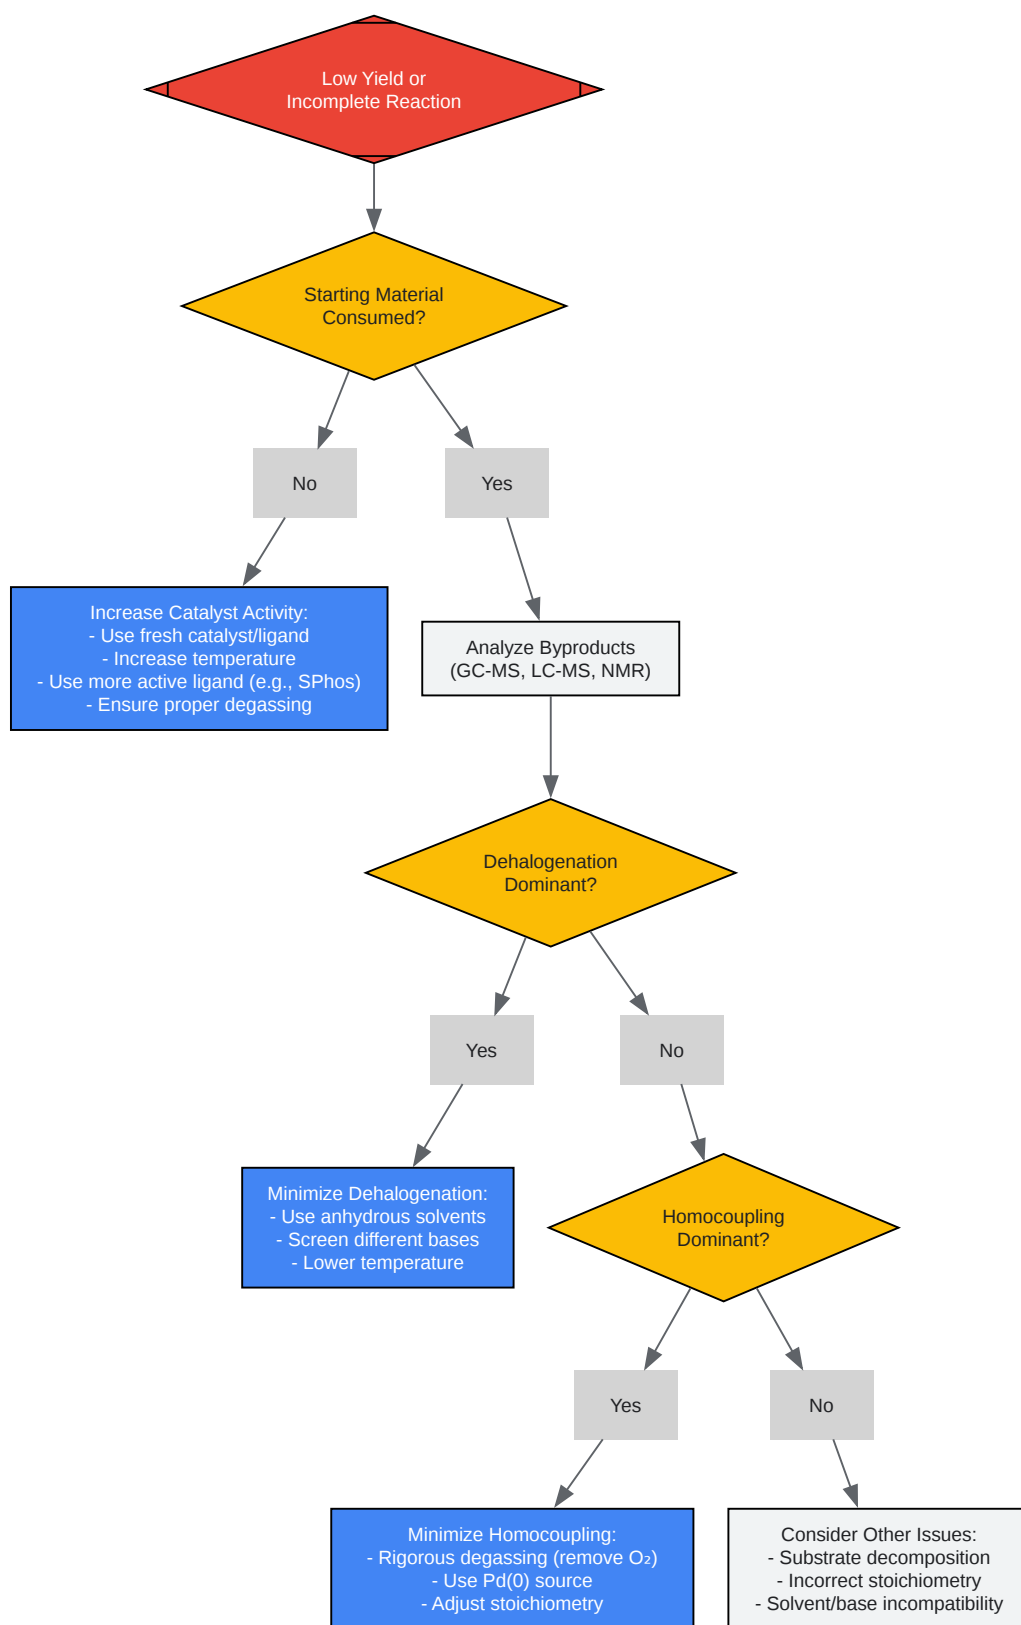 Low Yield or
Incomplete Reaction
Starting Material
Consumed?
No
Yes
Increase Catalyst Activity:
- Use fresh catalyst/ligand
- Increase temperature
- Use more active ligand (e.g., SPhos)
- Ensure proper degassing
Analyze Byproducts
(GC-MS, LC-MS, NMR)
Dehalogenation
Dominant?
Yes
No
Minimize Dehalogenation:
- Use anhydrous solvents
- Screen different bases
- Lower temperature
Homocoupling
Dominant?
Yes
No
Minimize Homocoupling:
- Rigorous degassing (remove O₂)
- Use Pd(0) source
- Adjust stoichiometry
Consider Other Issues:
- Substrate decomposition
- Incorrect stoichiometry
- Solvent/base incompatibility